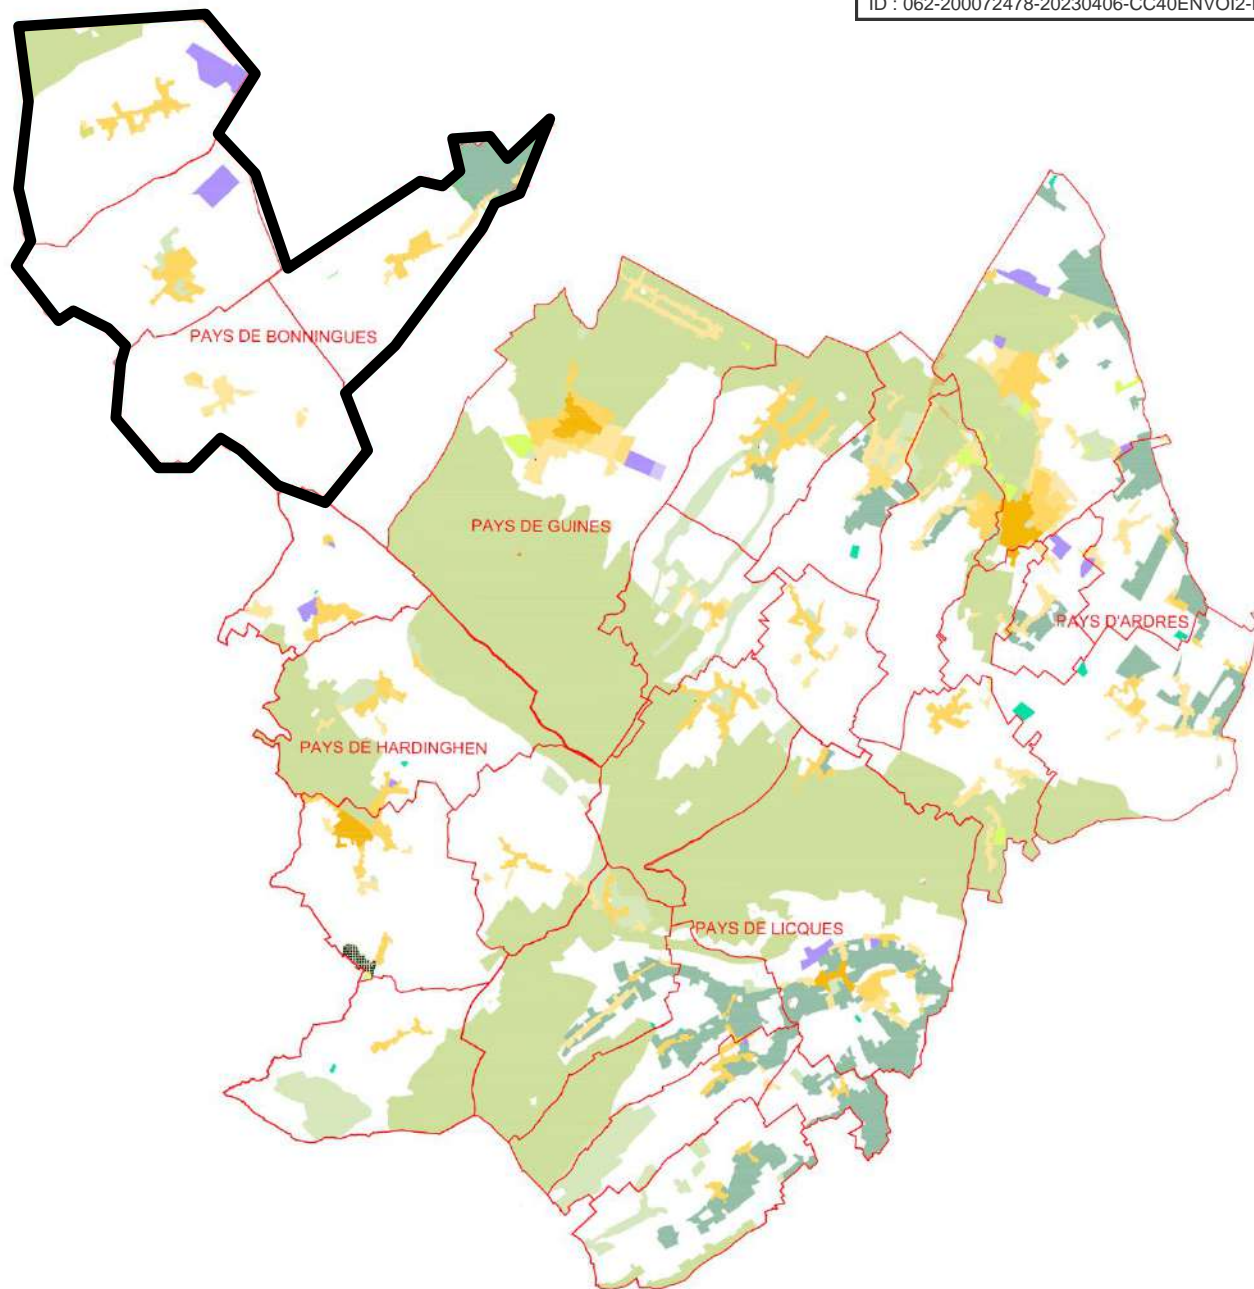 ID : 062-200072478-20230406-CC40ENVOI2-
PAYS DE BONNINGUES
PAYS DE GUINES
PAYS D'ARDRES
PAYS DE HARDINGHEN
PAYS DE LICQUES